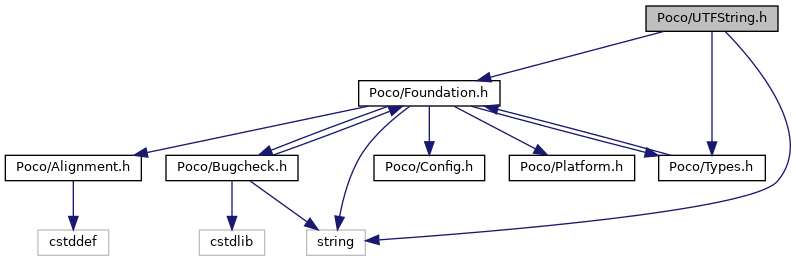 Poco/UTFString.h
Poco/Foundation.h
Poco/Alignment.h
Poco/Bugcheck.h
Poco/Config.h
Poco/Platform.h
Poco/Types.h
cstddef
cstdlib
string